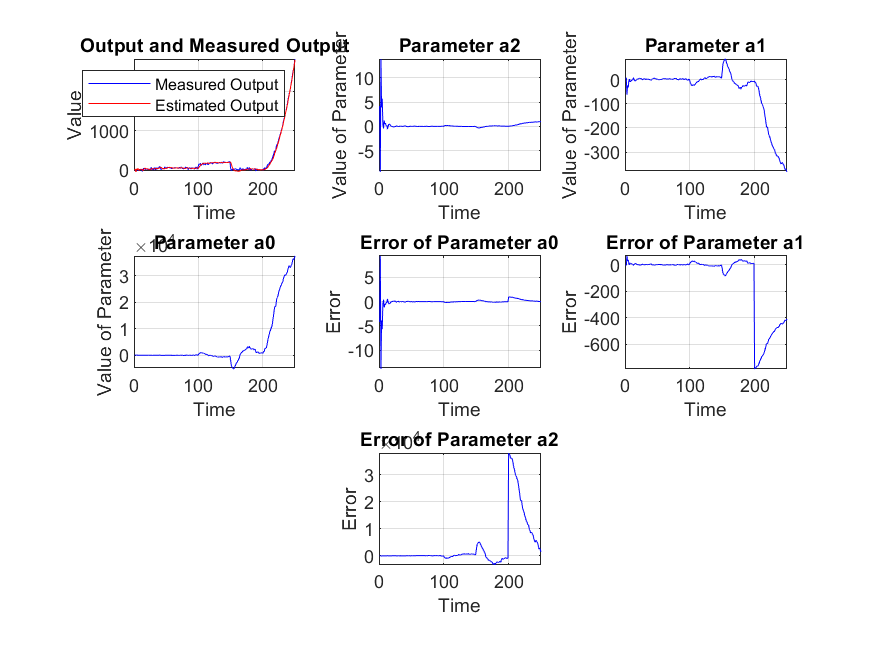 Output and Measured Output
Value
1000
0
Measured Output
Estimated Output
0 100 200
Time
Parameter a2
Value of Parameter
10
5
0
-5
0 100 200
Time
Parameter a1
Value of Parameter
0
-100
-200
-300
0 100 200
Time
Parameter a0
×10^4
Value of Parameter
3
2
1
0
0 100 200
Time
Error of Parameter a0
Error
5
0
-5
-10
0 100 200
Time
Error of Parameter a1
Error
0
-200
-400
-600
0 100 200
Time
Error of Parameter a2
×10^4
Error
3
2
1
0
0 100 200
Time